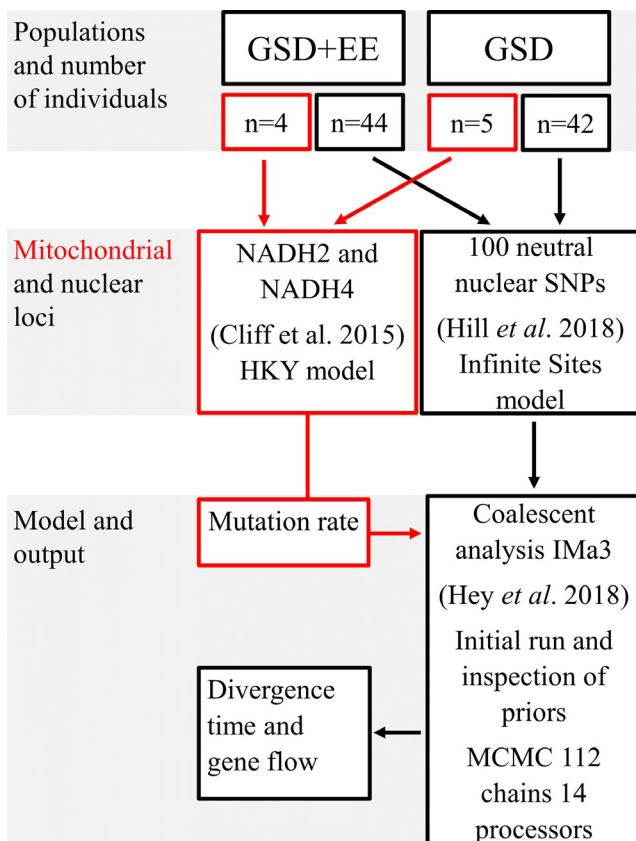 Populations
and number
of individuals
GSD+EE
GSD
n=4
n=44
n=5
n=42
Mitochondrial
and nuclear
loci
NADH2 and
NADH4
(Cliff et al. 2015)
HKY model
100 neutral
nuclear SNPs
(Hill et al. 2018)
Infinite Sites
model
Model and
output
Mutation rate
Coalescent
analysis IMa3
(Hey et al. 2018)
Initial run and
inspection of
priors
MCMC 112
chains 14
processors
Divergence
time and
gene flow